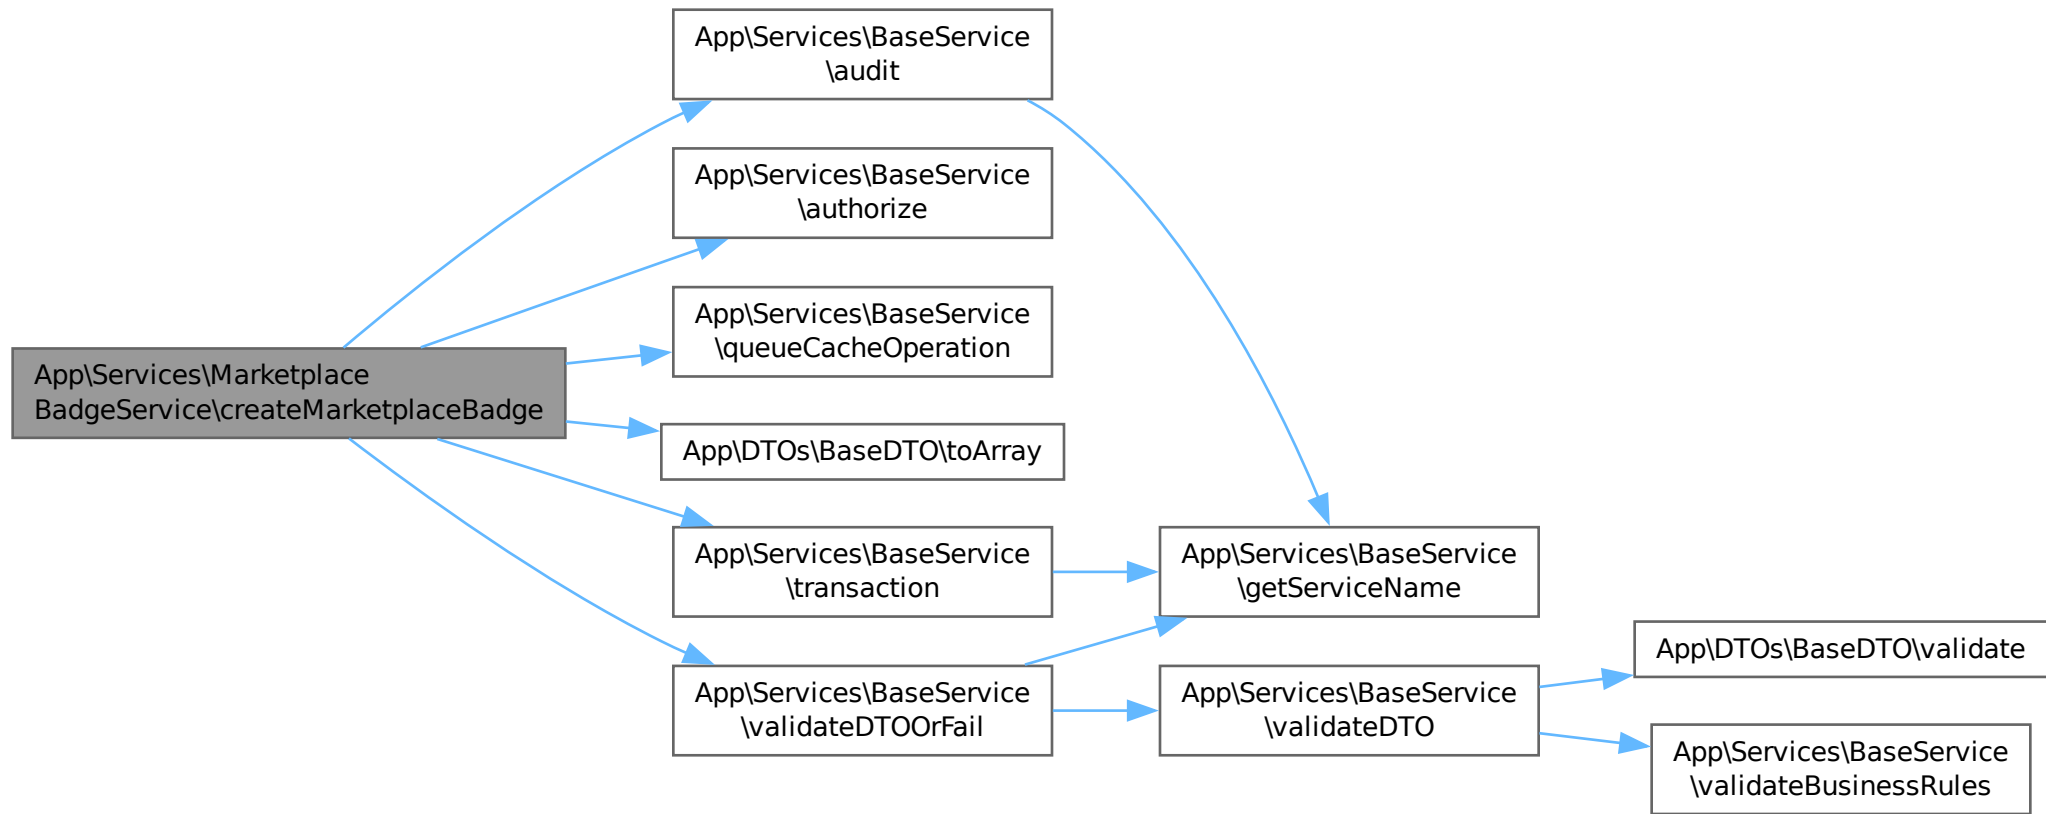 App\Services\BaseService
\audit
App\Services\BaseService
\authorize
App\Services\BaseService
\queueCacheOperation
App\Services\Marketplace
BadgeService\createMarketplaceBadge
App\DTOs\BaseDTO\toArray
App\Services\BaseService
\transaction
App\Services\BaseService
\getServiceName
App\Services\BaseService
\validateDTOOrFail
App\Services\BaseService
\validateDTO
App\DTOs\BaseDTO\validate
App\Services\BaseService
\validateBusinessRules